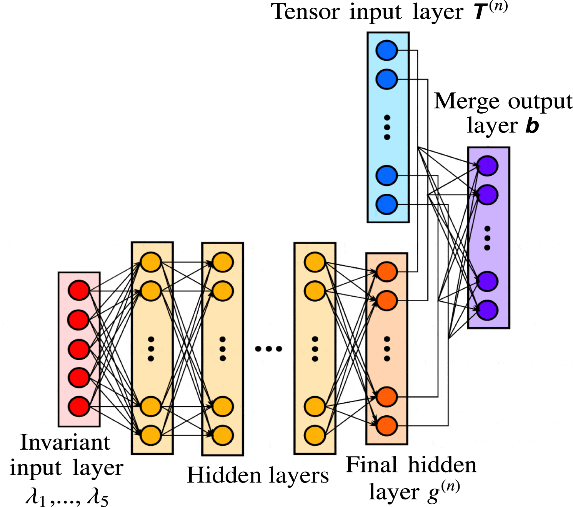 Tensor input layer T⁽ⁿ⁾
Merge output
layer b
Invariant
input layer
λ₁,..., λ₅
Hidden layers
Final hidden
layer g⁽ⁿ⁾